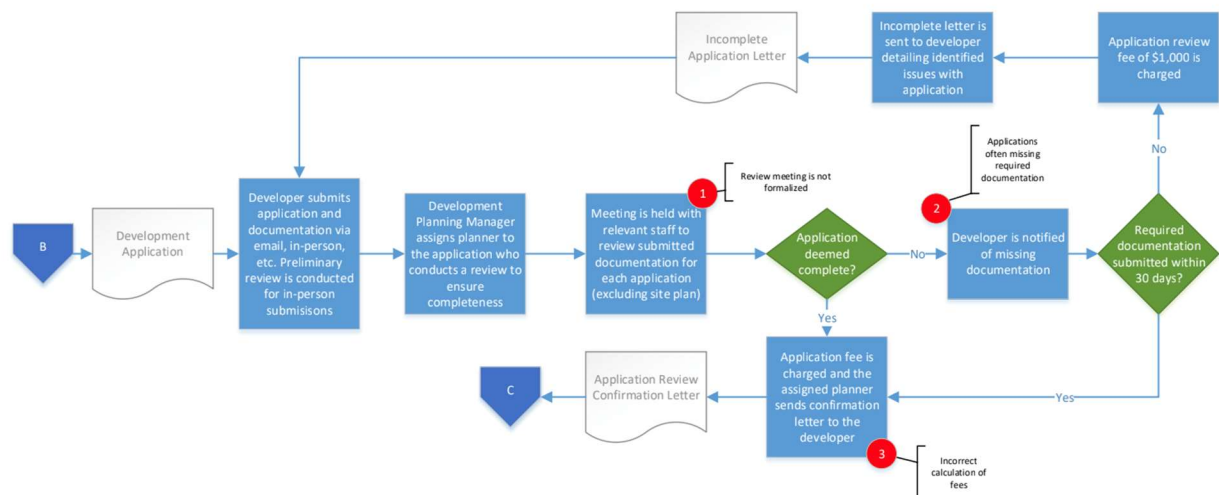 Incomplete
Application Letter
Incomplete letter is
sent to developer
detailing identified
issues with
application
Application review
fee of $1,000 is
charged
B
Development
Application
Developer submits
application and
documentation via
email, in-person,
etc. Preliminary
review is conducted
for in-person
submisisons
Development
Planning Manager
assigns planner to
the application who
conducts a review to
ensure
completeness
1
Review meeting is not
formalized
Meeting is held with
relevant staff to
review submitted
documentation for
each application
(excluding site plan)
Application
deemed
complete?
No
2
Applications
often missing
required
documentation
Developer is notified
of missing
documentation
No
Required
documentation
submitted within
30 days?
Yes
Yes
Application fee is
charged and the
assigned planner
sends confirmation
letter to the
developer
3
Incorrect
calculation of
fees
Application Review
Confirmation Letter
C